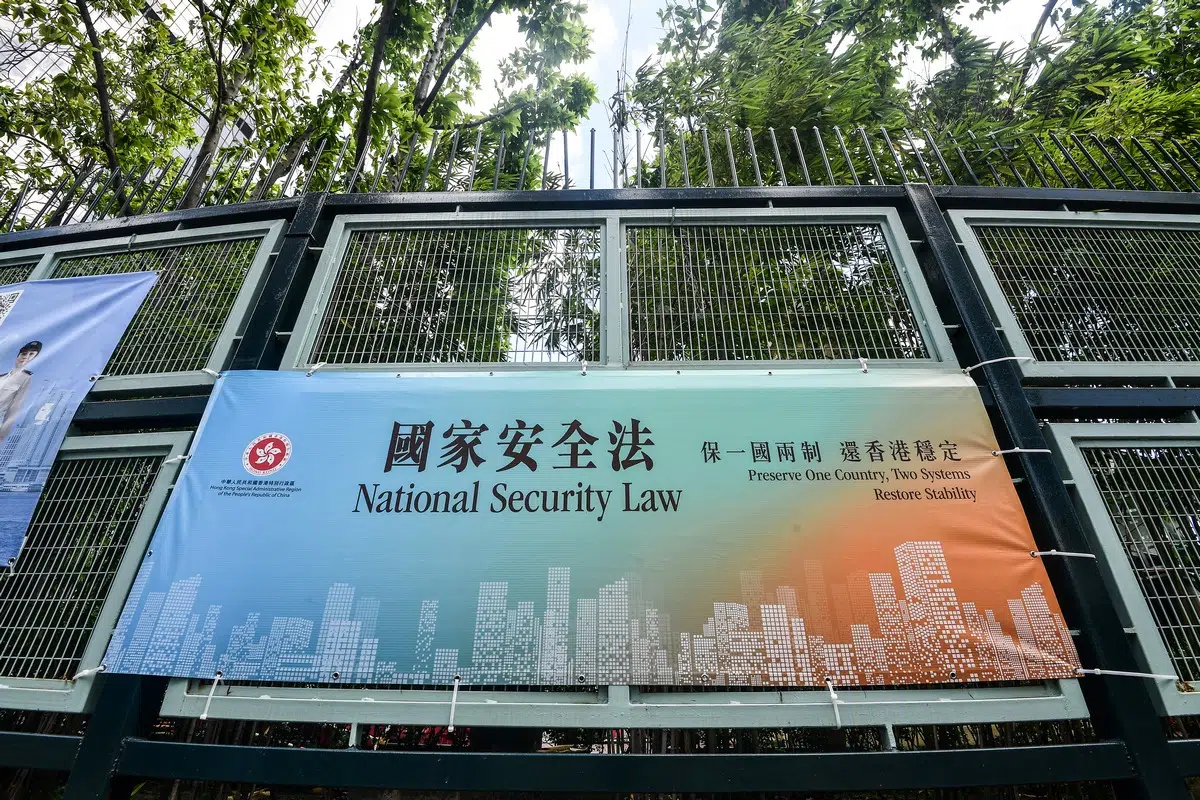 中華人民共和國香港特別行政區
Hong Kong Special Administrative Region
of the People's Republic of China
國家安全法
National Security Law
保一國兩制 還香港穩定
Preserve One Country, Two Systems
Restore Stability